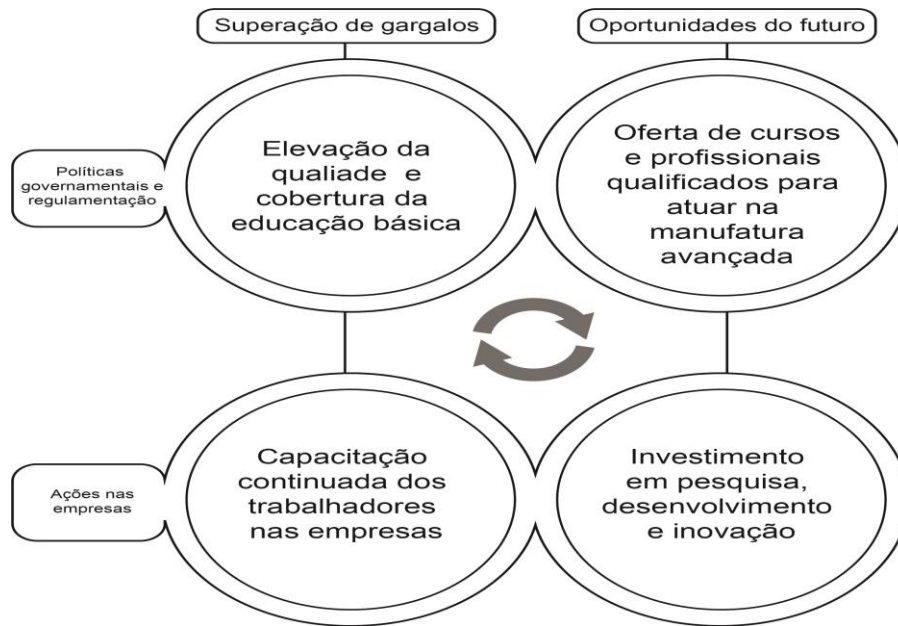 Superação de gargalos
Oportunidades do futuro
Políticas
governamentais e
regulamentação
Elevação da
qualiade e
cobertura da
educação básica
Oferta de cursos
e profissionais
qualificados para
atuar na
manufatura
avançada
Ações nas
empresas
Capacitação
continuada dos
trabalhadores
nas empresas
Investimento
em pesquisa,
desenvolvimento
e inovação